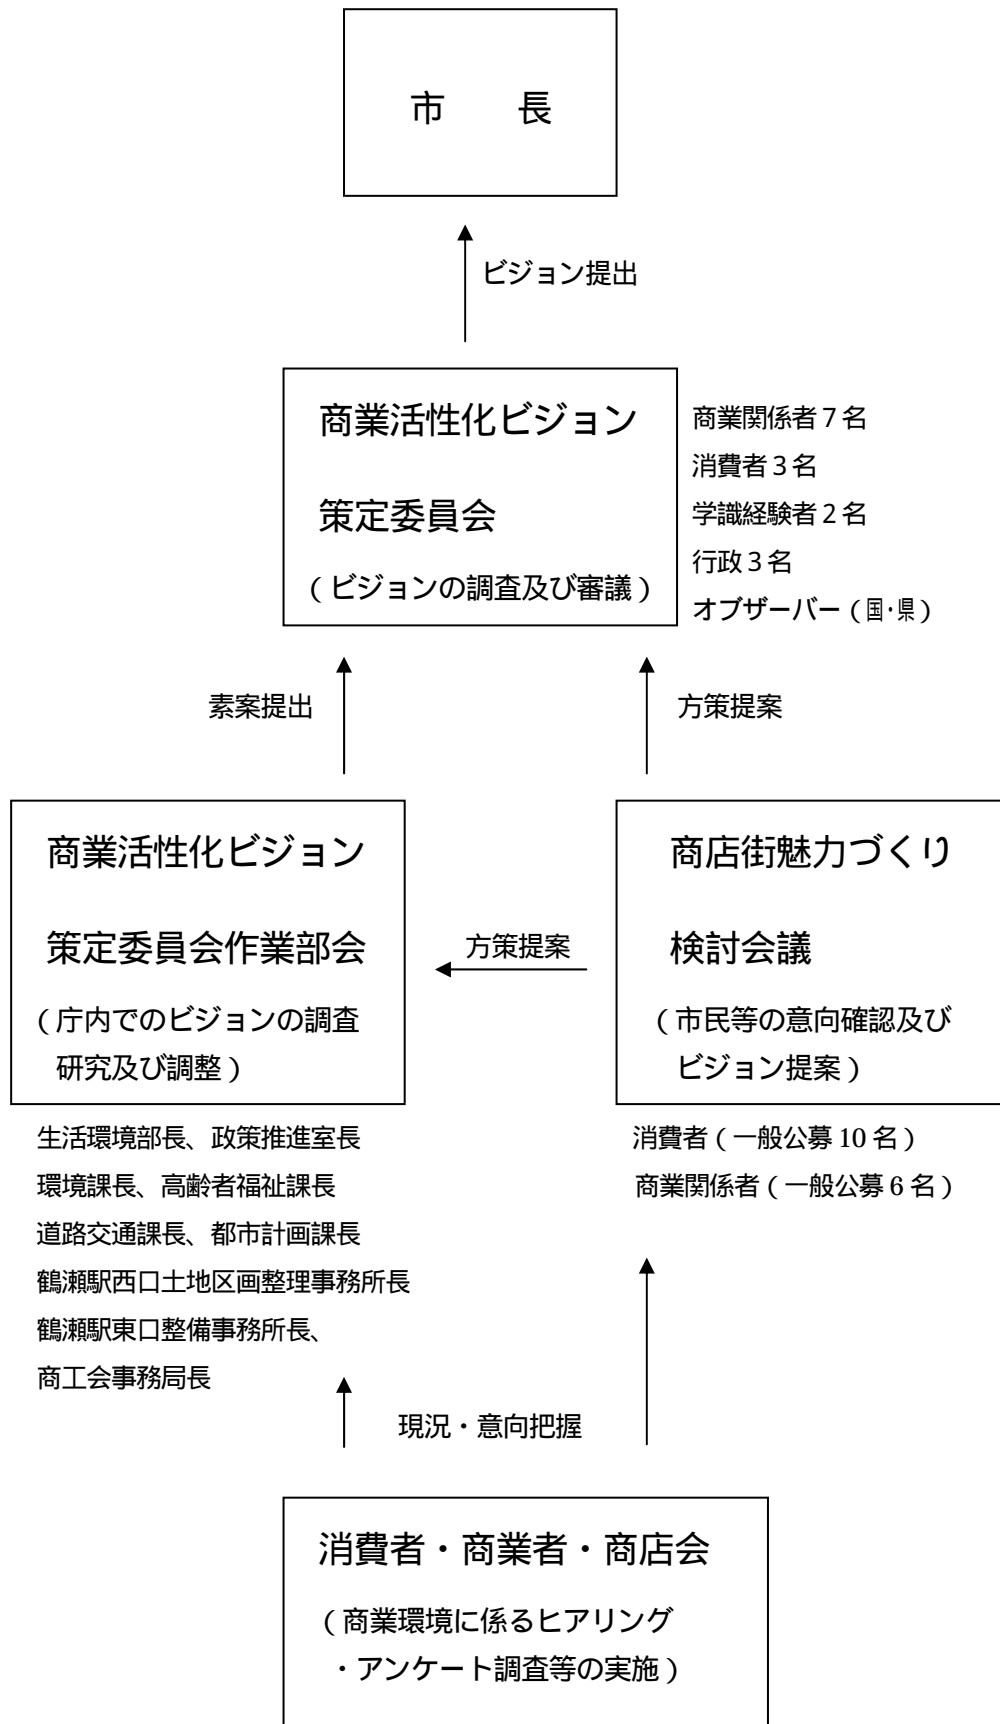 市　　長
ビジョン提出
商業活性化ビジョン
策定委員会
（ビジョンの調査及び審議）
商業関係者７名
消費者３名
学識経験者２名
行政３名
オブザーバー（国･県）
素案提出
方策提案
商業活性化ビジョン
策定委員会作業部会
（庁内でのビジョンの調査
研究及び調整）
方策提案
商店街魅力づくり
検討会議
（市民等の意向確認及び
ビジョン提案）
生活環境部長、政策推進室長
環境課長、高齢者福祉課長
道路交通課長、都市計画課長
鶴瀬駅西口土地区画整理事務所長
鶴瀬駅東口整備事務所長、
商工会事務局長
消費者（一般公募 10 名）
商業関係者（一般公募 6 名）
現況・意向把握
消費者・商業者・商店会
（商業環境に係るヒアリング
・アンケート調査等の実施）